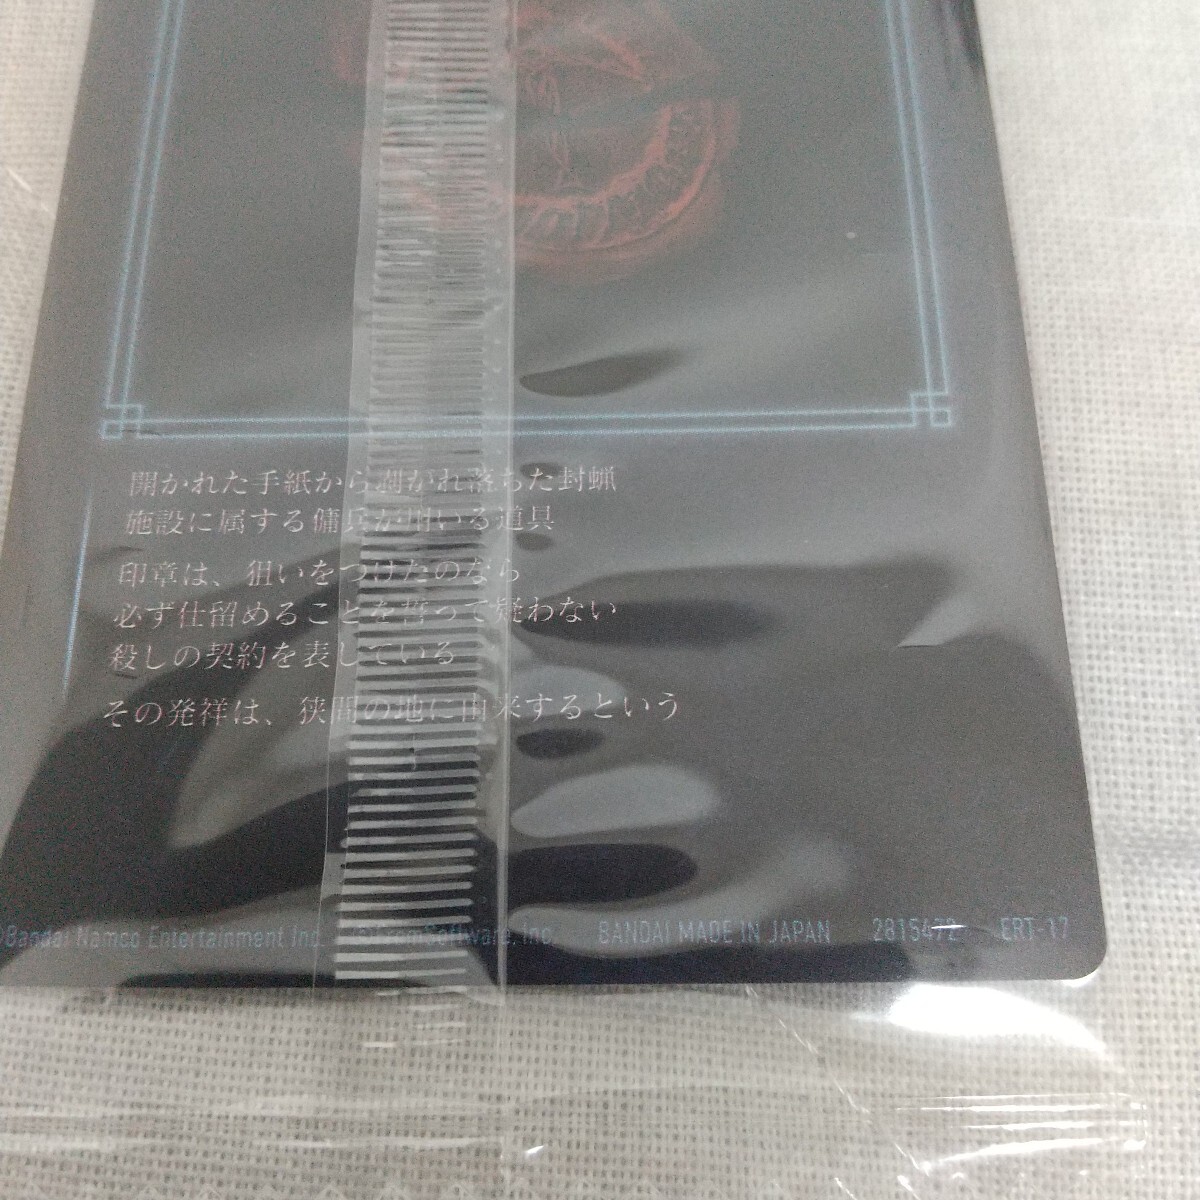 開かれた手紙から剥がれ落ちた封蝋
施設に属する傭兵が用いる道具
印章は、狙いをつけたのなら
必ず仕留めることを誓って疑わない
殺しの契約を表している
その発祥は、狭間の地に由来するという
©Bandai Namco Entertainment Inc. ©FromSoftware, Inc. BANDAI MADE IN JAPAN 2815472 ERT-17